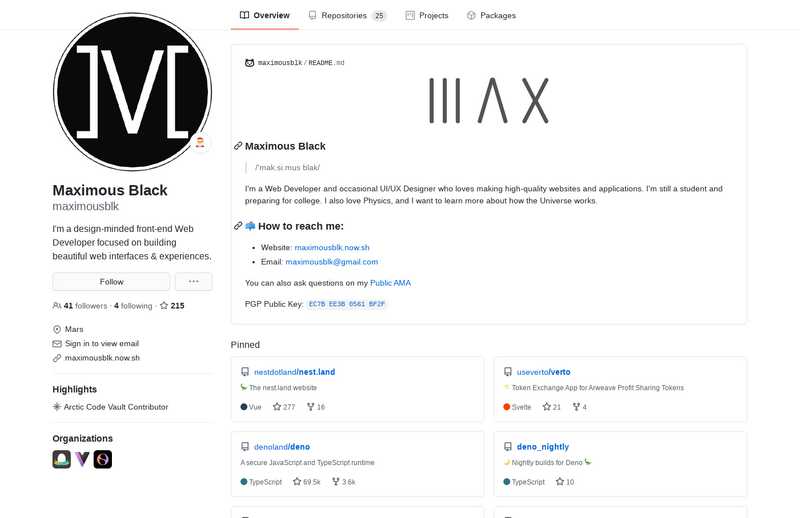 Overview
Repositories 25
Projects
Packages
Maximous Black
maximousblk
I'm a design-minded front-end Web
Developer focused on building
beautiful web interfaces & experiences.
Follow
41 followers · 4 following · 215
Mars
Sign in to view email
maximousblk.now.sh
Highlights
Arctic Code Vault Contributor
Organizations
maximousblk / README.md
MAX
Maximous Black
/'mak.si.mus blak/
I'm a Web Developer and occasional UI/UX Designer who loves making high-quality websites and applications. I'm still a student and
preparing for college. I also love Physics, and I want to learn more about how the Universe works.
How to reach me:
Website: maximousblk.now.sh
Email: maximousblk@gmail.com
You can also ask questions on my Public AMA
PGP Public Key: EC7B EE3B 0561 BF2F
Pinned
nestdotland/nest.land
The nest.land website
Vue 277 16
useverto/verto
Token Exchange App for Arweave Profit Sharing Tokens
Svelte 21 4
denoland/deno
A secure JavaScript and TypeScript runtime
TypeScript 69.5k 3.6k
deno_nightly
Nightly builds for Deno
TypeScript 10